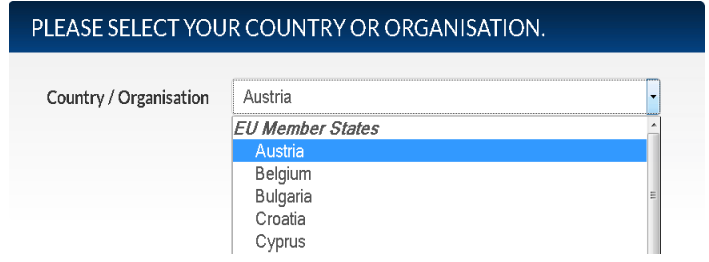 PLEASE SELECT YOUR COUNTRY OR ORGANISATION.
Country / Organisation Austria
EU Member States
Austria
Belgium
Bulgaria
Croatia
Cyprus